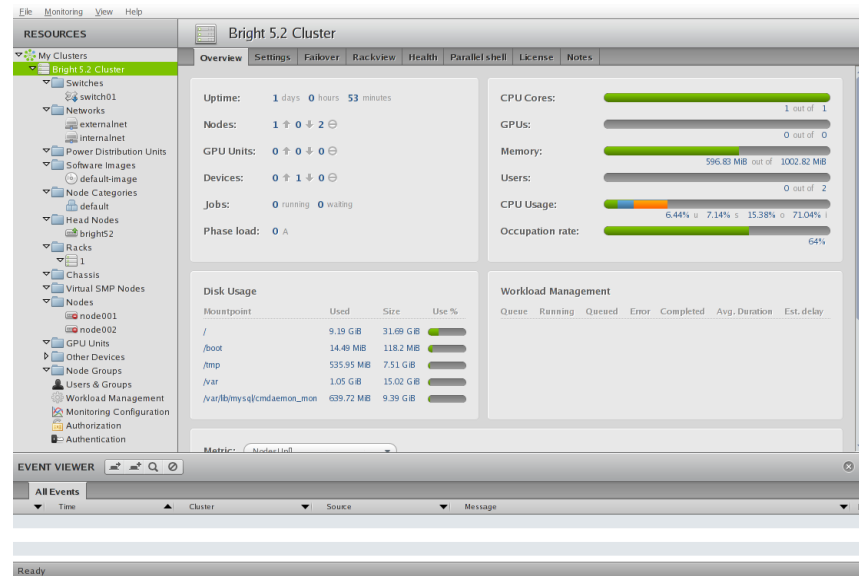 File Monitoring View Help
RESOURCES
Bright 5.2 Cluster
My Clusters
Bright 5.2 Cluster
Switches
switch01
Networks
externalnet
internalnet
Power Distribution Units
Software Images
default-image
Node Categories
default
Head Nodes
bright52
Racks
1
Chassis
Virtual SMP Nodes
Nodes
node001
node002
GPU Units
Other Devices
Node Groups
Users & Groups
Workload Management
Monitoring Configuration
Authorization
Authentication
Overview Settings Failover Rackview Health Parallel shell License Notes
Uptime: 1 days 0 hours 53 minutes
Nodes: 1 ⇑ 0 ⇓ 2 ⊖
GPU Units: 0 ⇑ 0 ⇓ 0 ⊖
Devices: 0 ⇑ 1 ⇓ 0 ⊖
Jobs: 0 running 0 waiting
Phase load: 0 A
CPU Cores:
1 out of 1
GPUs:
0 out of 0
Memory:
596.83 MiB out of 1002.82 MiB
Users:
0 out of 2
CPU Usage:
6.44% u 7.14% s 15.38% o 71.04% i
Occupation rate:
64%
Disk Usage
Mountpoint Used Size Use %
/ 9.19 GiB 31.69 GiB
/boot 14.49 MiB 118.2 MiB
/tmp 535.95 MiB 7.51 GiB
/var 1.05 GiB 15.02 GiB
/var/lib/mysql/cmdaemon_mon 639.72 MiB 9.39 GiB
Workload Management
Queue Running Queued Error Completed Avg. Duration Est. delay
Metric:
EVENT VIEWER
All Events
Time Cluster Source Message
Ready